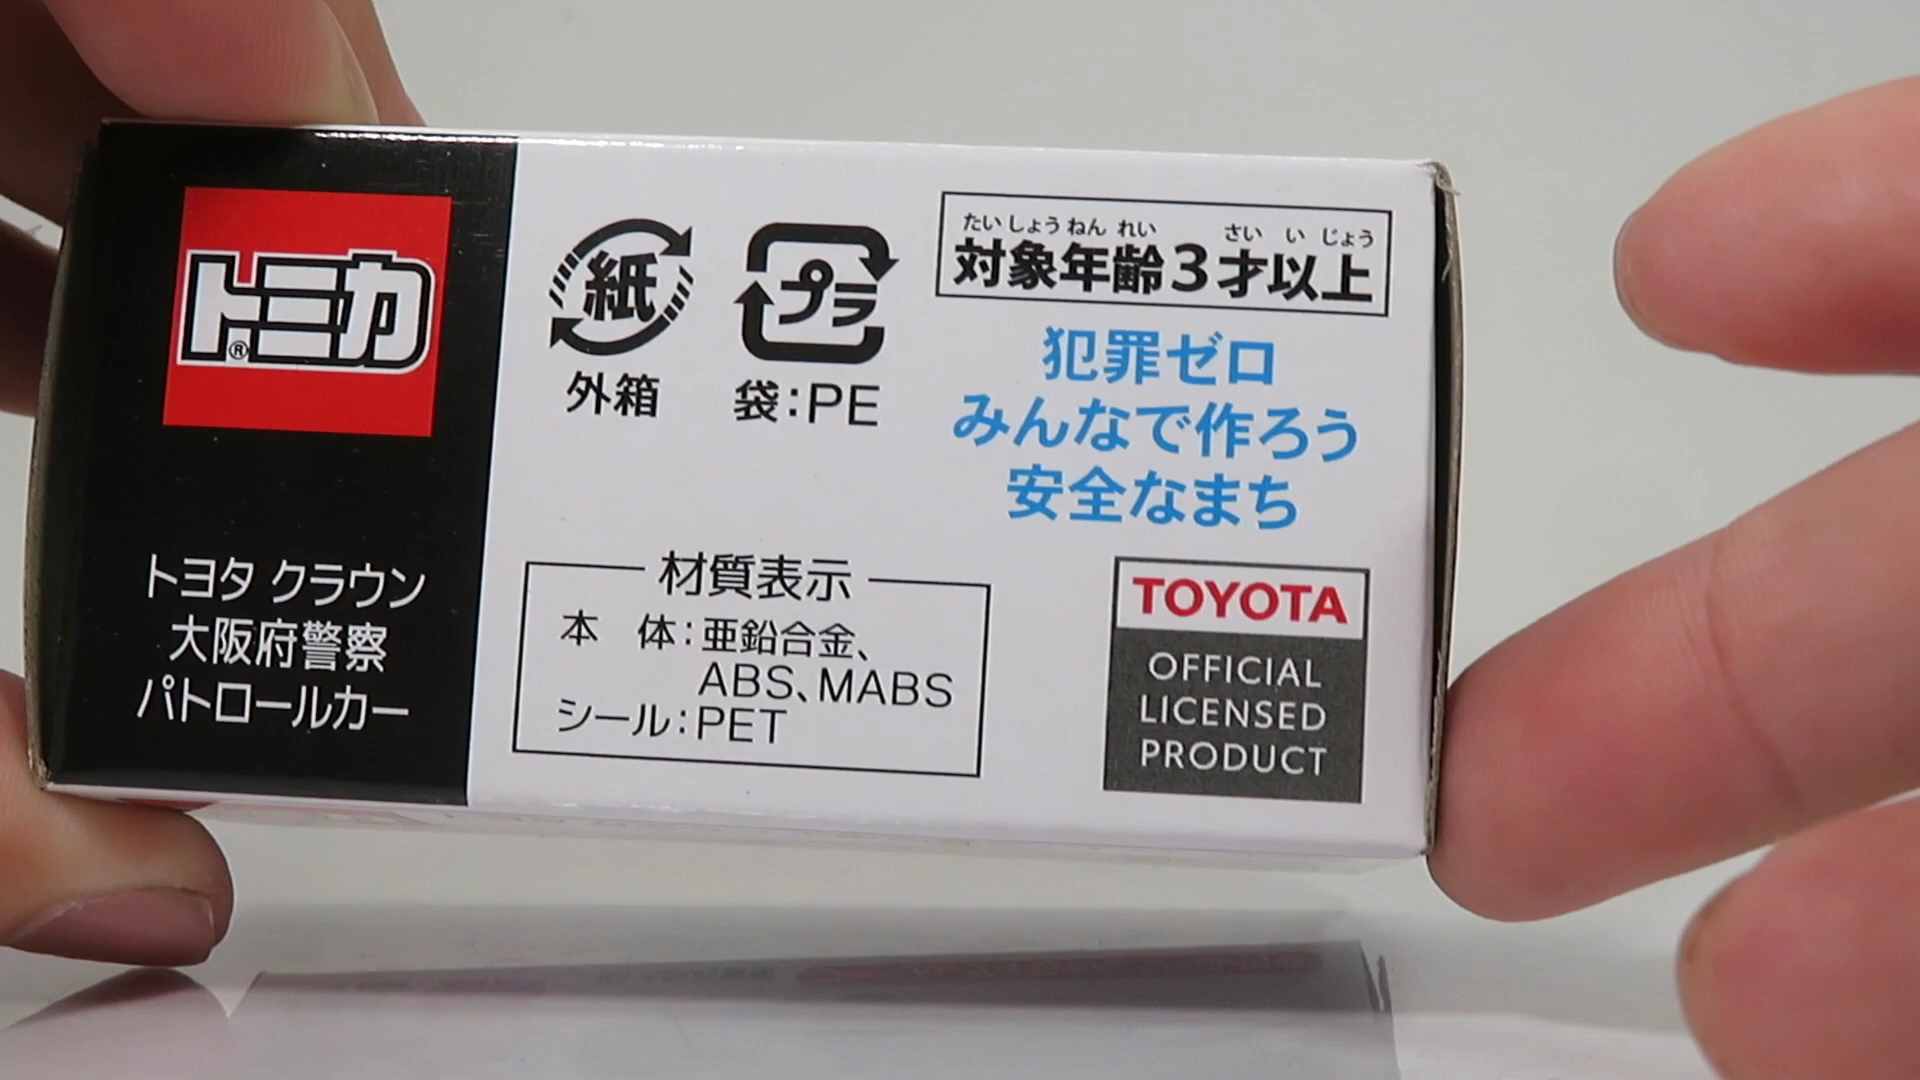 トミカ®
トヨタ クラウン
大阪府警察
パトロールカー
紙
外箱
プラ
袋：PE
たいしょうねんれい さいいじょう
対象年齢3才以上
犯罪ゼロ
みんなで作ろう
安全なまち
材質表示
本　体：亜鉛合金、
ABS、MABS
シール：PET
TOYOTA
OFFICIAL
LICENSED
PRODUCT